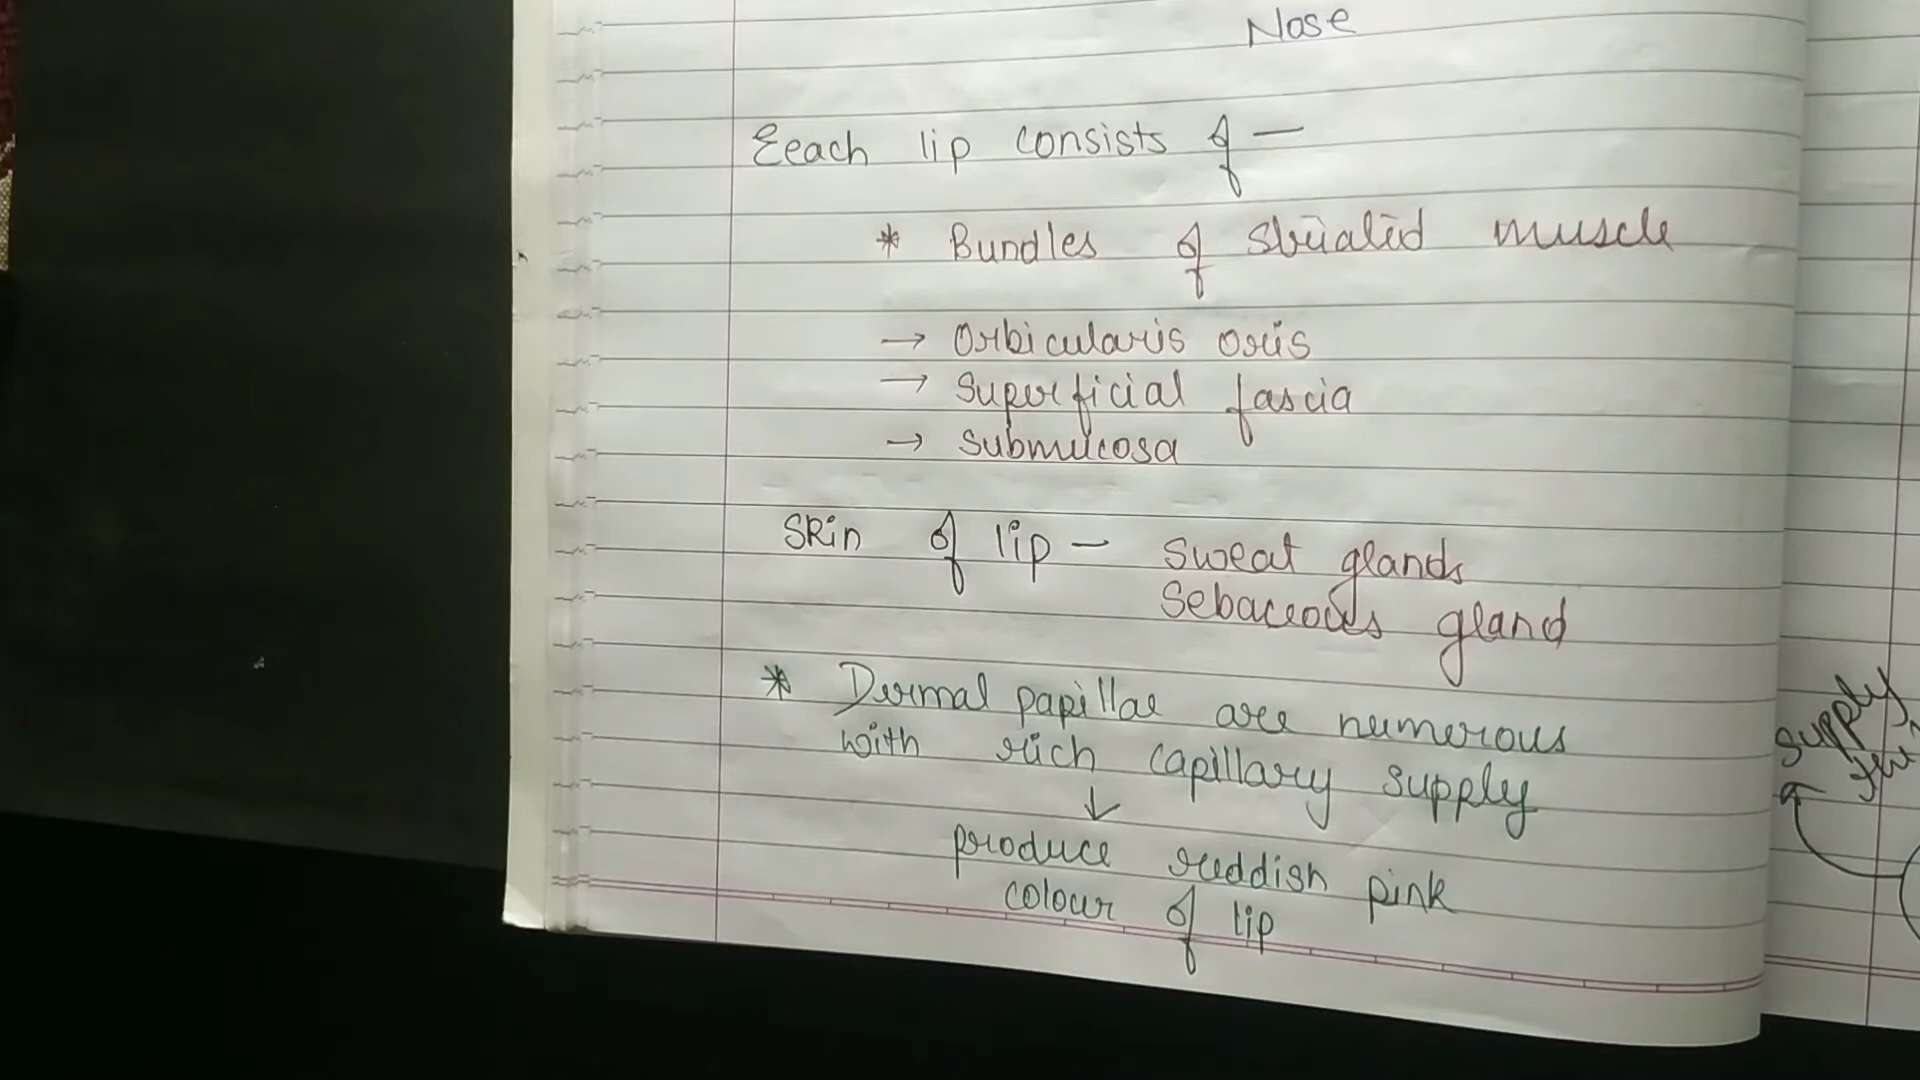 Nose
Eeach lip consists of —
* Bundles of striated muscle
→ Orbicularis oris
→ Superficial fascia
→ Submucosa
Skin of lip — sweat glands
Sebaceous gland
* Dermal papillae are numerous
with rich capillary supply
↓
produce reddish pink
colour of lip
supply